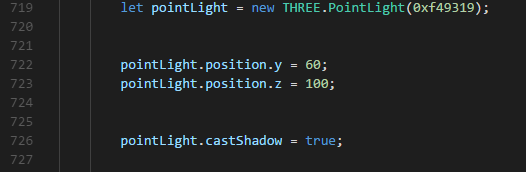 719 let pointLight = new THREE.PointLight(0xf49319);
720
721
722 pointLight.position.y = 60;
723 pointLight.position.z = 100;
724
725
726 pointLight.castShadow = true;
727